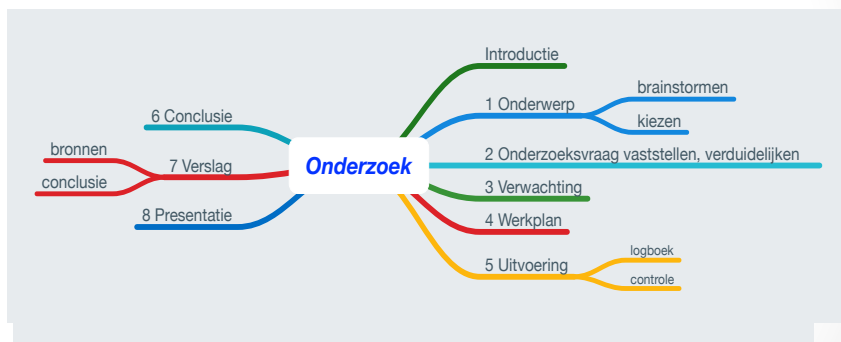 Onderzoek
Introductie
1 Onderwerp
brainstormen
kiezen
2 Onderzoeksvraag vaststellen, verduidelijken
3 Verwachting
4 Werkplan
5 Uitvoering
logboek
controle
6 Conclusie
7 Verslag
bronnen
conclusie
8 Presentatie